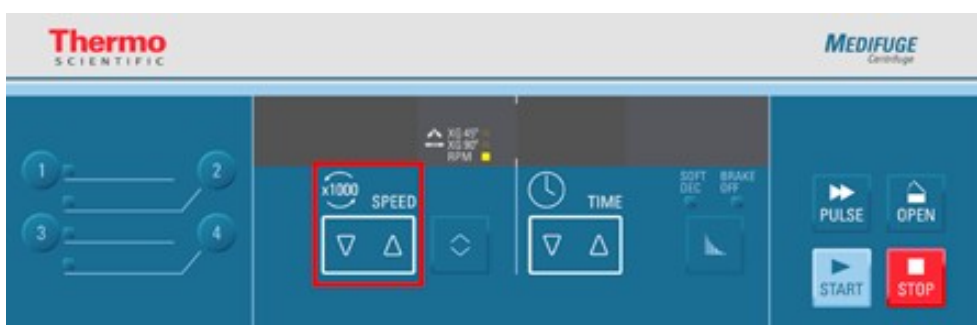 Thermo
SCIENTIFIC
MEDIFUGE
Centrifuge
XG 45°
XG 90°
RPM
1
2
3
4
x1000
SPEED
TIME
SOFT
DEC
BRAKE
OFF
PULSE
OPEN
START
STOP